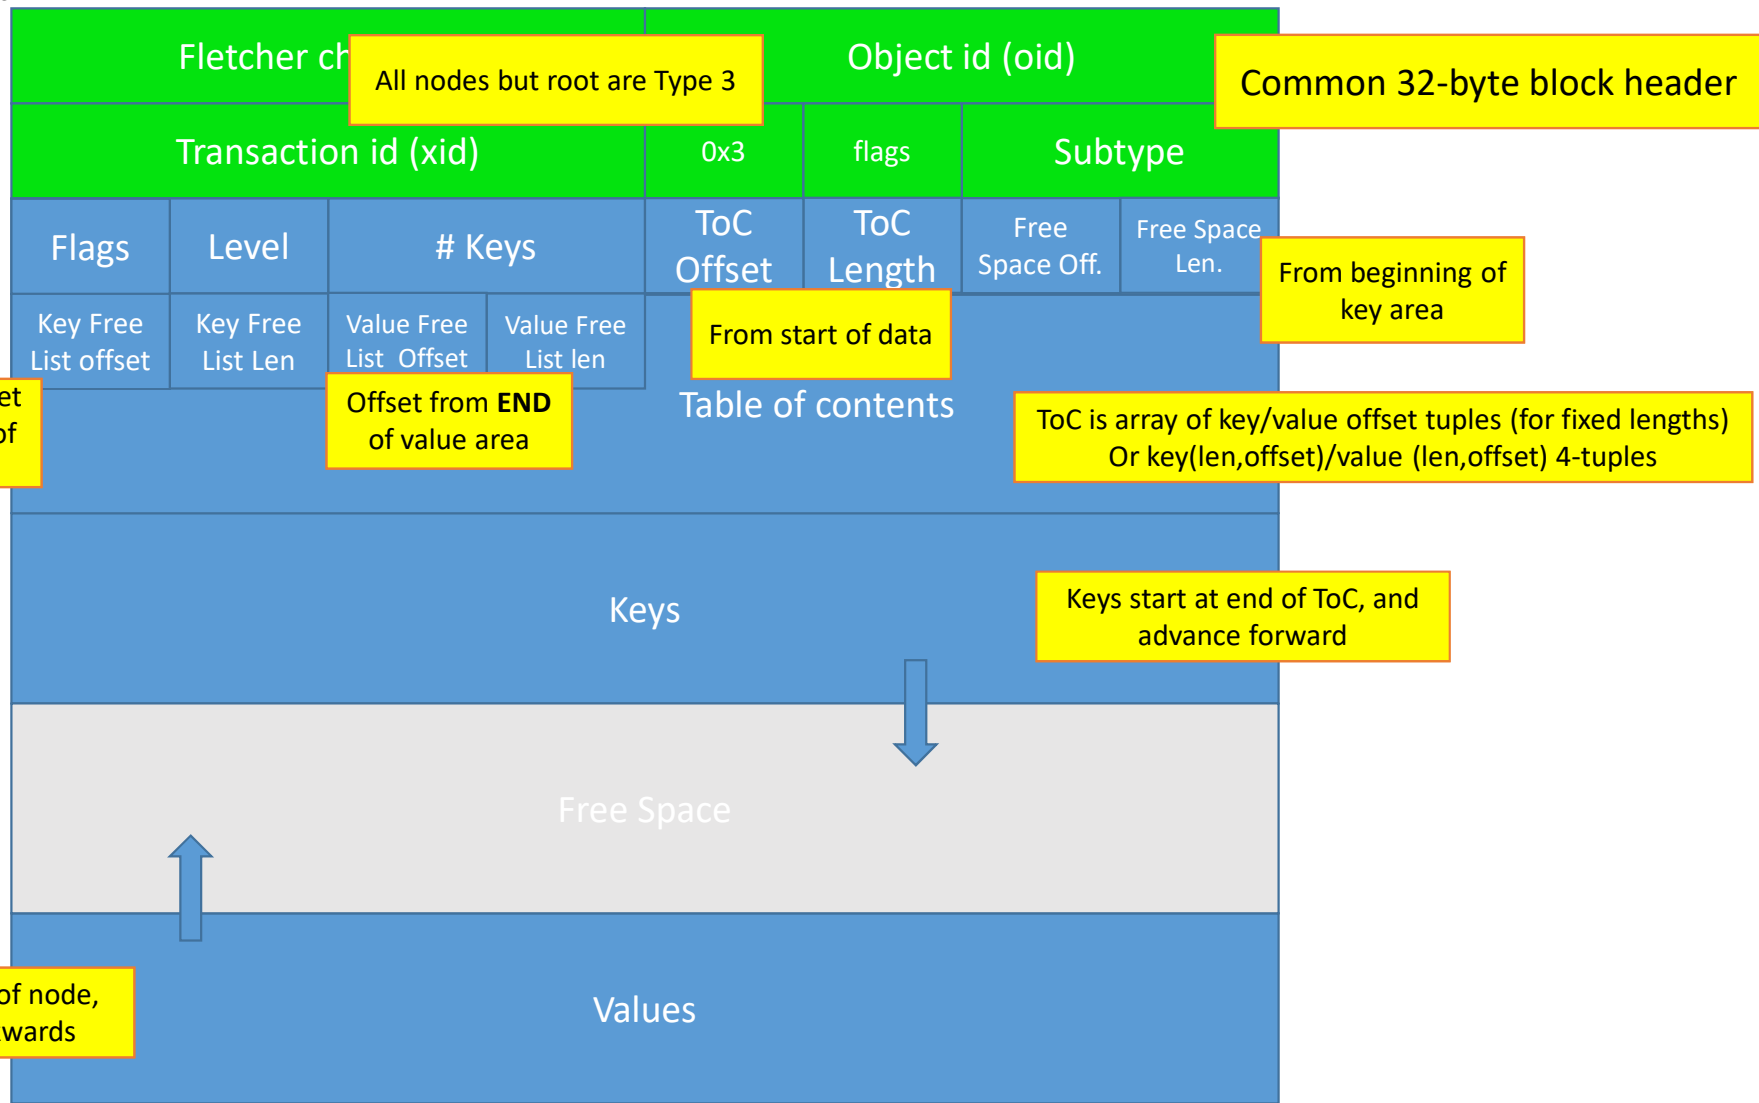 Fletcher
Object id (oid)
All nodes but root are Type 3
Common 32-byte block header
Transaction id (xid)
0x3
flags
Subtype
Flags
Level
# Keys
ToC
Offset
ToC
Length
Free
Space Off.
Free Space
Len.
From beginning of
key area
Key Free
List offset
Key Free
List Len
Value Free
List Offset
Value Free
List len
From start of data
of
Offset from END
of value area
Table of contents
ToC is array of key/value offset tuples (for fixed lengths)
Or key(len,offset)/value (len,offset) 4-tuples
Keys
Keys start at end of ToC, and
advance forward
Free Space
of node,
Values